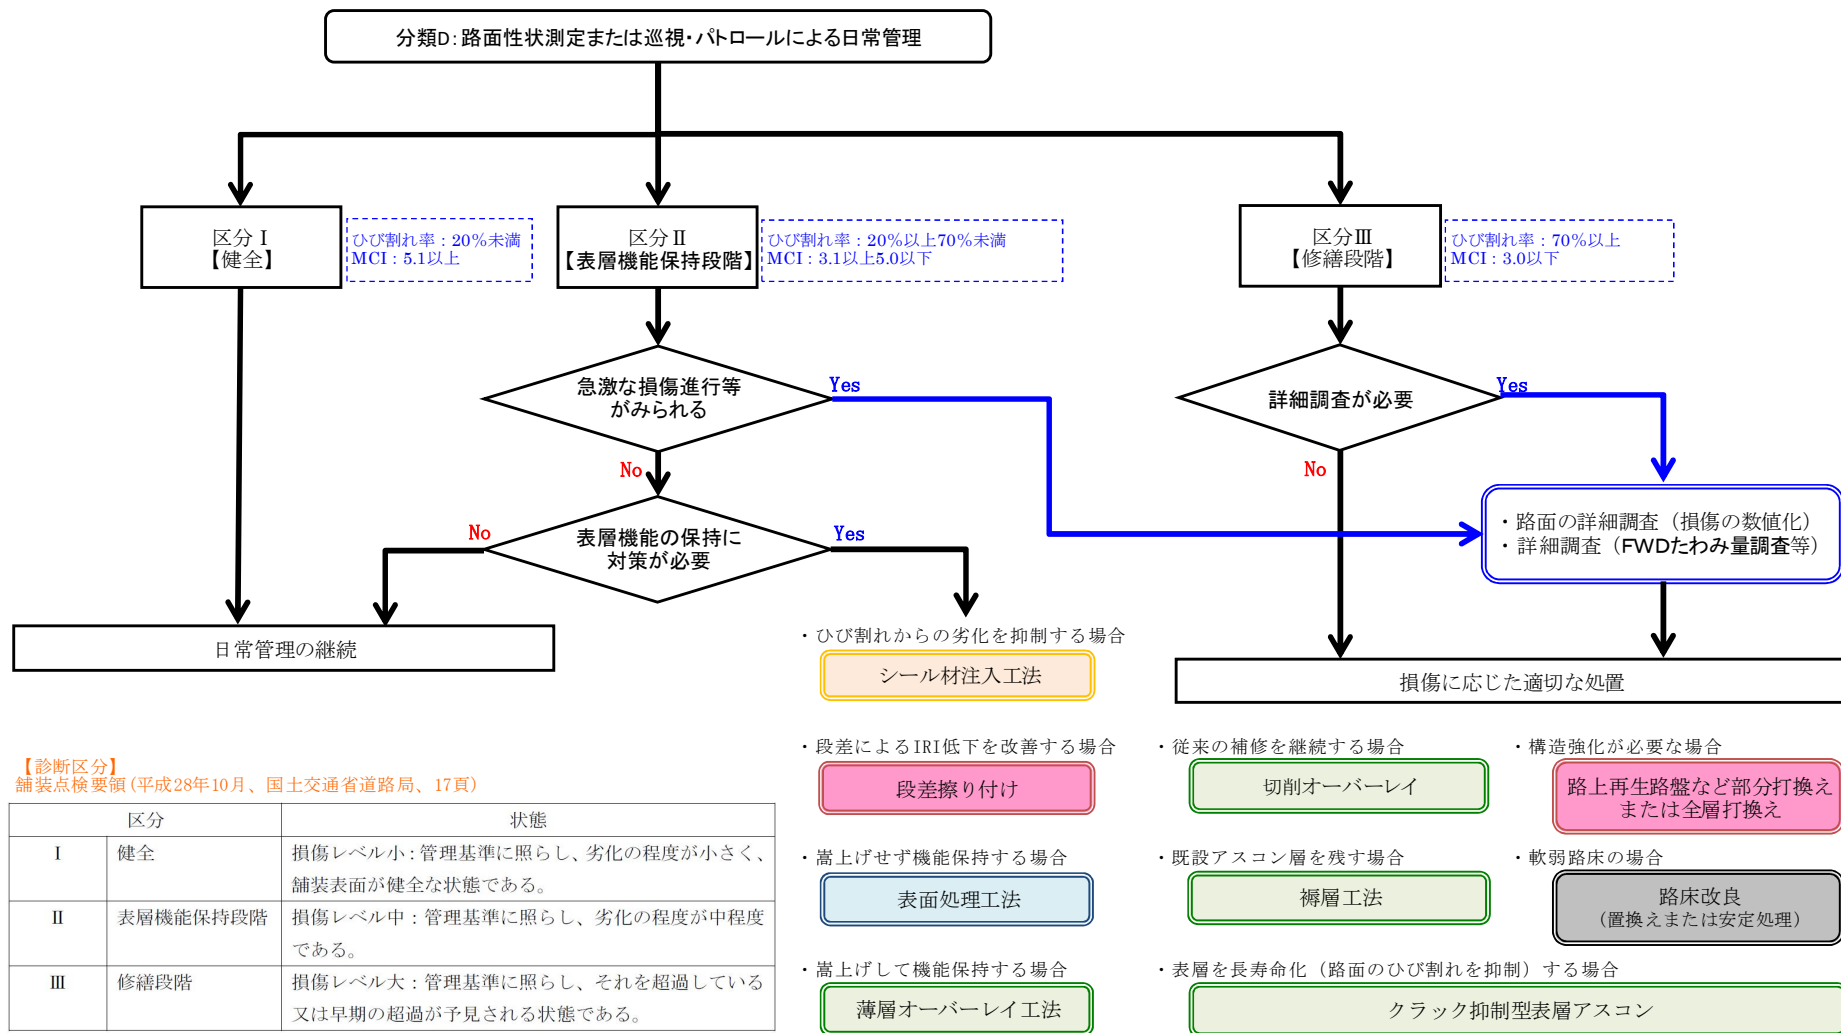 分類D：路面性状測定または巡視・パトロールによる日常管理
区分Ⅰ
【健全】
ひび割れ率：20%未満
MCI：5.1以上
区分Ⅱ
【表層機能保持段階】
ひび割れ率：20%以上70%未満
MCI：3.1以上5.0以下
区分Ⅲ
【修繕段階】
ひび割れ率：70%以上
MCI：3.0以下
急激な損傷進行等
がみられる
Yes
No
詳細調査が必要
Yes
No
表層機能の保持に
対策が必要
No
Yes
・路面の詳細調査（損傷の数値化）
・詳細調査（FWDたわみ量調査等）
日常管理の継続
損傷に応じた適切な処置
・ひび割れからの劣化を抑制する場合
シール材注入工法
・段差によるIRI低下を改善する場合
段差擦り付け
・嵩上げせず機能保持する場合
表面処理工法
・嵩上げして機能保持する場合
薄層オーバーレイ工法
・従来の補修を継続する場合
切削オーバーレイ
・構造強化が必要な場合
路上再生路盤など部分打換え
または全層打換え
・既設アスコン層を残す場合
褥層工法
・軟弱路床の場合
路床改良
（置換えまたは安定処理）
・表層を長寿命化（路面のひび割れを抑制）する場合
クラック抑制型表層アスコン
【診断区分】
舗装点検要領(平成28年10月、国土交通省道路局、17頁)
区分 状態
Ⅰ 健全 損傷レベル小：管理基準に照らし、劣化の程度が小さく、
舗装表面が健全な状態である。
Ⅱ 表層機能保持段階 損傷レベル中：管理基準に照らし、劣化の程度が中程度
である。
Ⅲ 修繕段階 損傷レベル大：管理基準に照らし、それを超過している
又は早期の超過が予見される状態である。